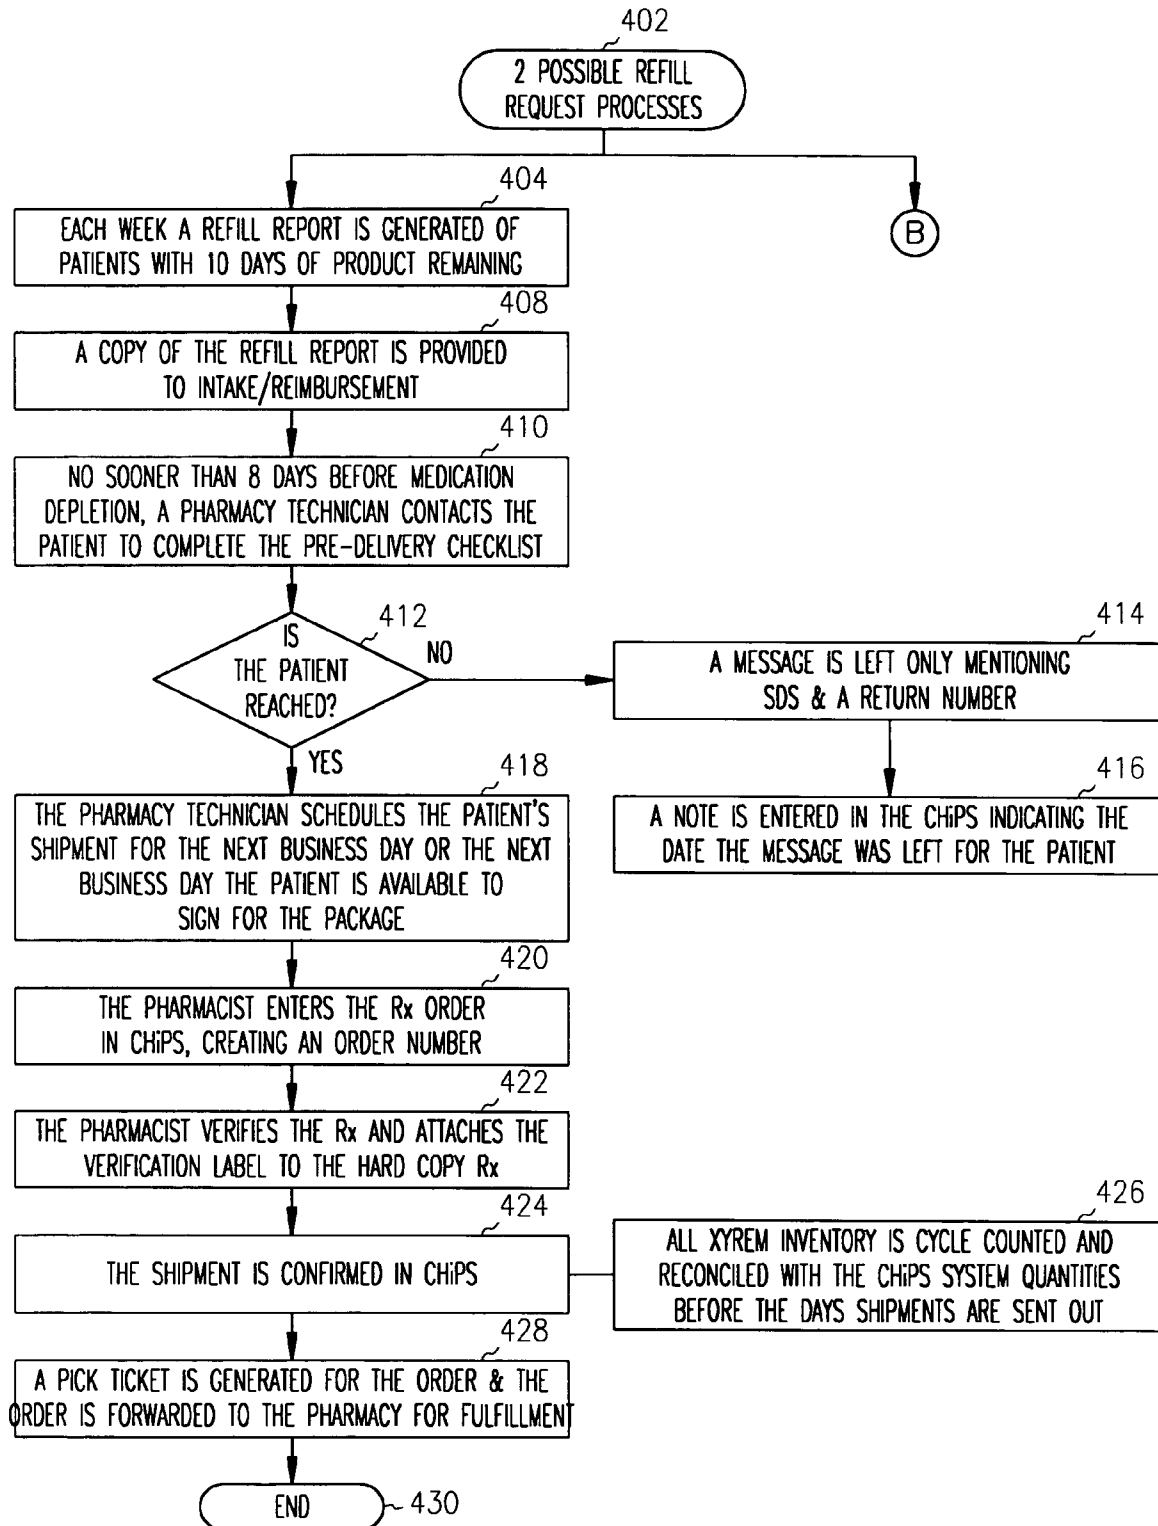 402
2 POSSIBLE REFILL
REQUEST PROCESSES
404
EACH WEEK A REFILL REPORT IS GENERATED OF
PATIENTS WITH 10 DAYS OF PRODUCT REMAINING
B
408
A COPY OF THE REFILL REPORT IS PROVIDED
TO INTAKE/REIMBURSEMENT
410
NO SOONER THAN 8 DAYS BEFORE MEDICATION
DEPLETION, A PHARMACY TECHNICIAN CONTACTS THE
PATIENT TO COMPLETE THE PRE-DELIVERY CHECKLIST
412
IS
THE PATIENT
REACHED?
NO
414
A MESSAGE IS LEFT ONLY MENTIONING
SDS & A RETURN NUMBER
416
A NOTE IS ENTERED IN THE CHiPS INDICATING THE
DATE THE MESSAGE WAS LEFT FOR THE PATIENT
YES
418
THE PHARMACY TECHNICIAN SCHEDULES THE PATIENT'S
SHIPMENT FOR THE NEXT BUSINESS DAY OR THE NEXT
BUSINESS DAY THE PATIENT IS AVAILABLE TO
SIGN FOR THE PACKAGE
420
THE PHARMACIST ENTERS THE Rx ORDER
IN CHiPS, CREATING AN ORDER NUMBER
422
THE PHARMACIST VERIFIES THE Rx AND ATTACHES THE
VERIFICATION LABEL TO THE HARD COPY Rx
424
THE SHIPMENT IS CONFIRMED IN CHiPS
426
ALL XYREM INVENTORY IS CYCLE COUNTED AND
RECONCILED WITH THE CHiPS SYSTEM QUANTITIES
BEFORE THE DAYS SHIPMENTS ARE SENT OUT
428
A PICK TICKET IS GENERATED FOR THE ORDER & THE
ORDER IS FORWARDED TO THE PHARMACY FOR FULFILLMENT
END
430